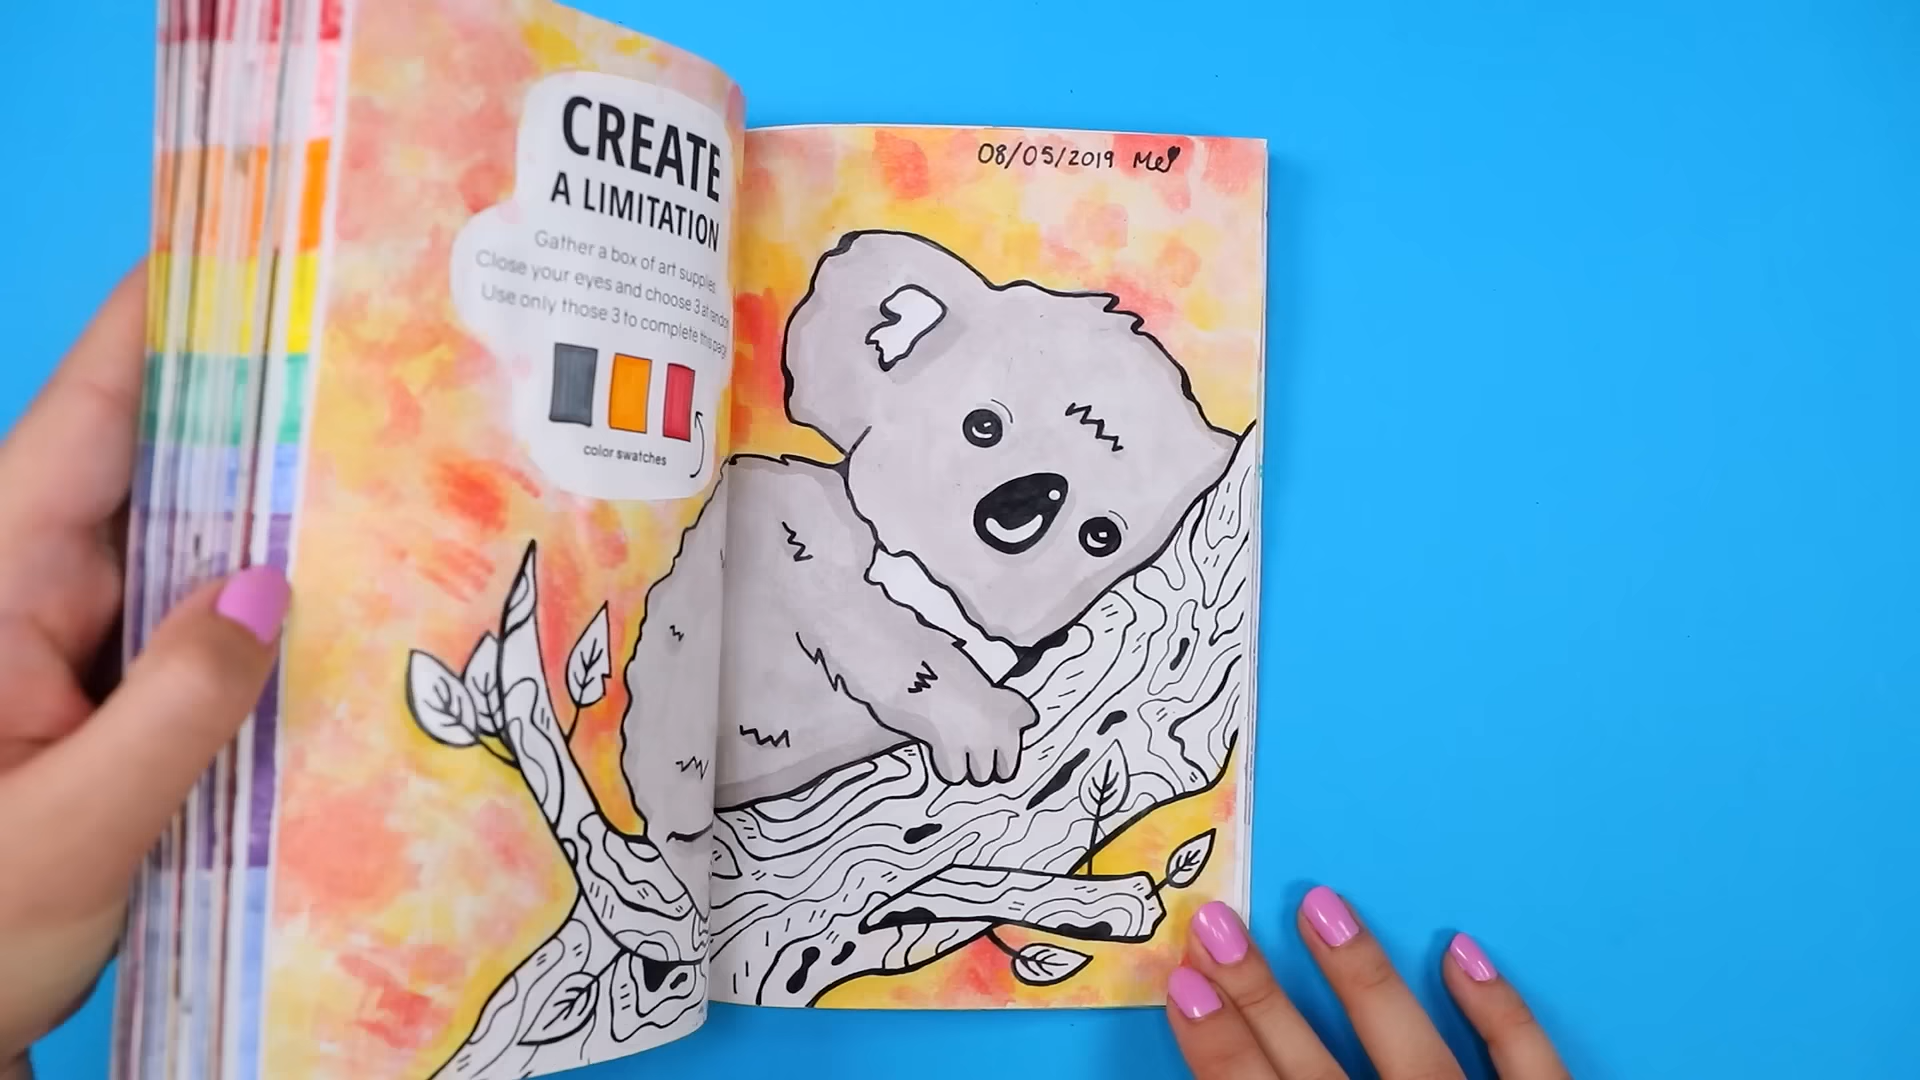 CREATE
A LIMITATION
Gather a box of art supplies
Close your eyes and choose 3 at random
Use only those 3 to complete this page
color swatches
08/05/2019 Me